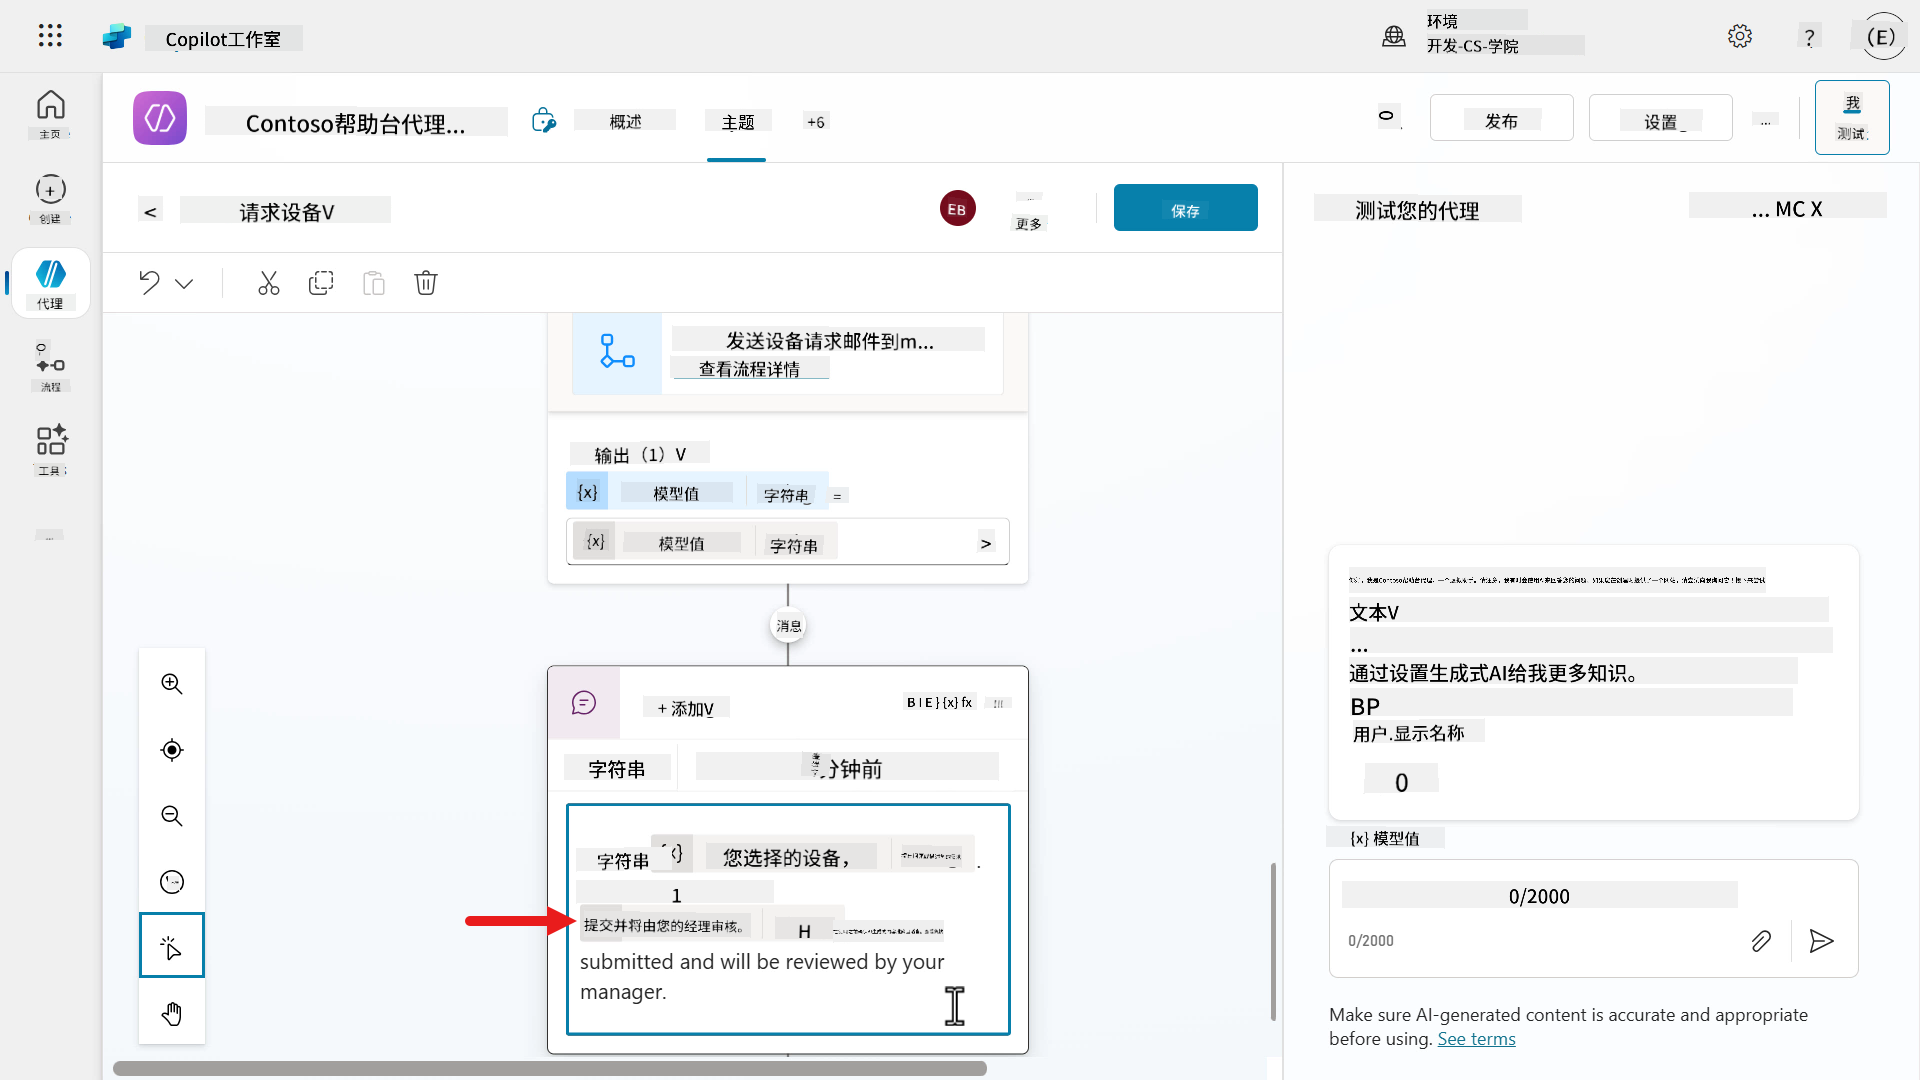 Copilot工作室
环境
开发-CS-学院
?
(E)
主页
创建
代理
流程
工具
Contoso帮助台代理...
概述
主题
+6
发布
设置
...
我
测试
<
请求设备V
EB
更多
保存
发送设备请求邮件到m...
查看流程详情
输出（1）V
{x} 模型值 字符串 =
{x} 模型值 字符串 >
消息
+ 添加V
B I E } {x} fx
字符串
分钟前
字符串 {x} 您选择的设备，
.
1
提交并将由您的经理审核。
H
submitted and will be reviewed by your
manager.
测试您的代理
... MC X
文本V
...
通过设置生成式AI给我更多知识。
BP
用户.显示名称
0
{x} 模型值
0/2000
0/2000
Make sure AI-generated content is accurate and appropriate
before using. See terms